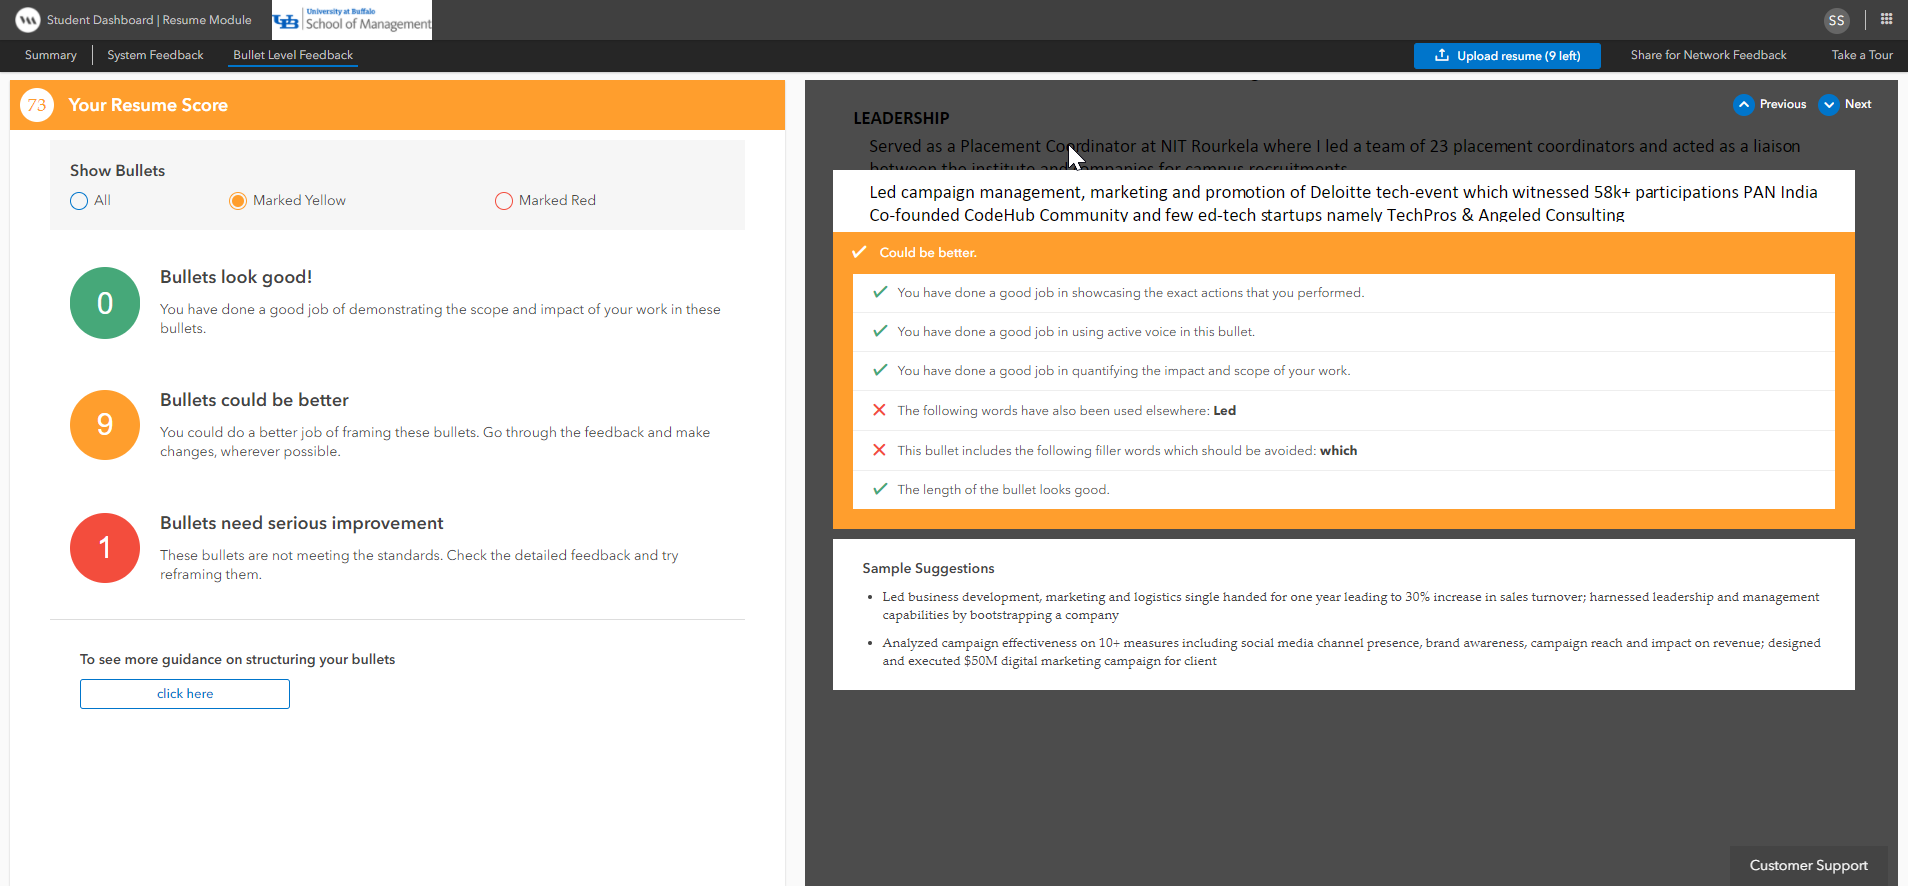 Student Dashboard | Resume Module
University at Buffalo
School of Management
SS
Summary
System Feedback
Bullet Level Feedback
Upload resume (9 left)
Share for Network Feedback
Take a Tour
73
Your Resume Score
Show Bullets
All
Marked Yellow
Marked Red
0
Bullets look good!
You have done a good job of demonstrating the scope and impact of your work in these
bullets.
9
Bullets could be better
You could do a better job of framing these bullets. Go through the feedback and make
changes, wherever possible.
1
Bullets need serious improvement
These bullets are not meeting the standards. Check the detailed feedback and try
reframing them.
To see more guidance on structuring your bullets
click here
Previous
Next
LEADERSHIP
Served as a Placement Coordinator at NIT Rourkela where I led a team of 23 placement coordinators and acted as a liaison
between the institute and companies for campus recruitments
Led campaign management, marketing and promotion of Deloitte tech-event which witnessed 58k+ participations PAN India
Co-founded CodeHub Community and few ed-tech startups namely TechPros & Angeled Consulting
Could be better.
You have done a good job in showcasing the exact actions that you performed.
You have done a good job in using active voice in this bullet.
You have done a good job in quantifying the impact and scope of your work.
The following words have also been used elsewhere: Led
This bullet includes the following filler words which should be avoided: which
The length of the bullet looks good.
Sample Suggestions
Led business development, marketing and logistics single handed for one year leading to 30% increase in sales turnover; harnessed leadership and management
capabilities by bootstrapping a company
Analyzed campaign effectiveness on 10+ measures including social media channel presence, brand awareness, campaign reach and impact on revenue; designed
and executed $50M digital marketing campaign for client
Customer Support